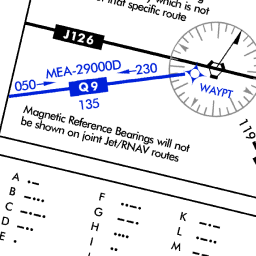 which is not
that specific route
J126
MEA-29000D
230
050
Q9
135
WAYPT
119
Magnetic Reference Bearings will not
be shown on joint Jet/RNAV routes
A
B
C
D
E
F
G
H
I
J
K
L
M